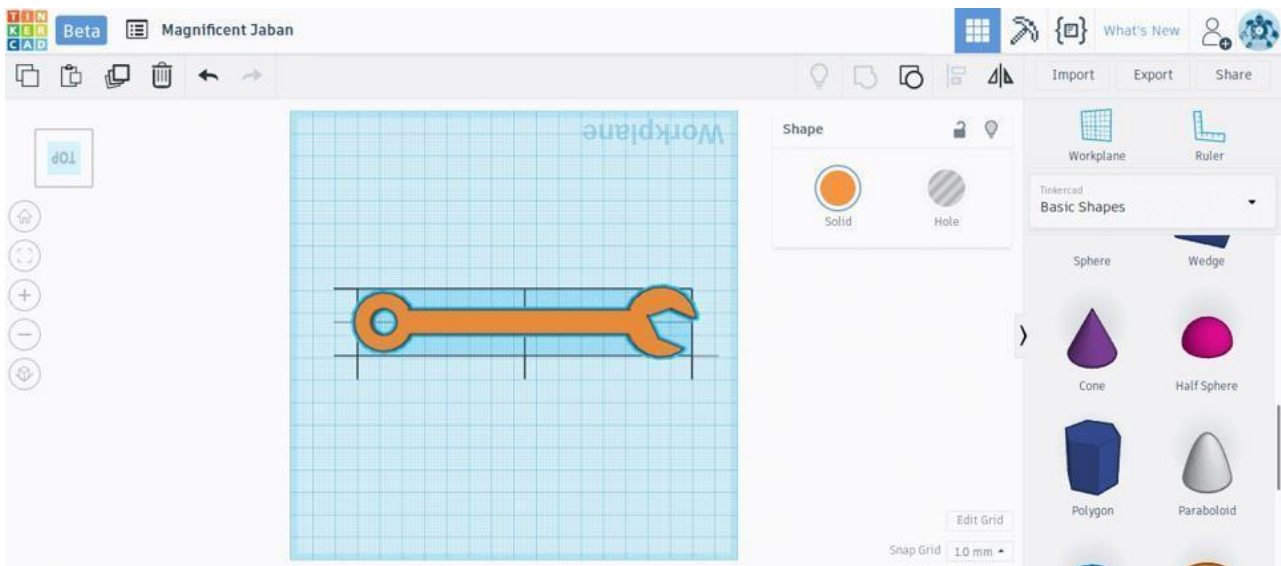 TIN
KER
CAD
Beta
Magnificent Jaban
What's New
Import
Export
Share
Workplane
TOP
Shape
Solid
Hole
Workplane
Ruler
Tinkercad
Basic Shapes
Sphere
Wedge
Cone
Half Sphere
Polygon
Paraboloid
Edit Grid
Snap Grid 1.0 mm